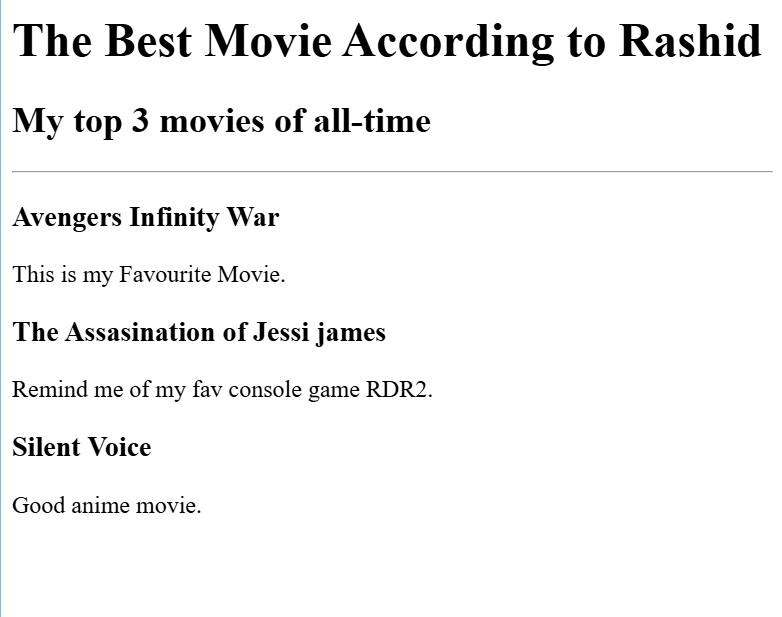 The Best Movie According to Rashid
My top 3 movies of all-time
Avengers Infinity War
This is my Favourite Movie.
The Assasination of Jessi james
Remind me of my fav console game RDR2.
Silent Voice
Good anime movie.